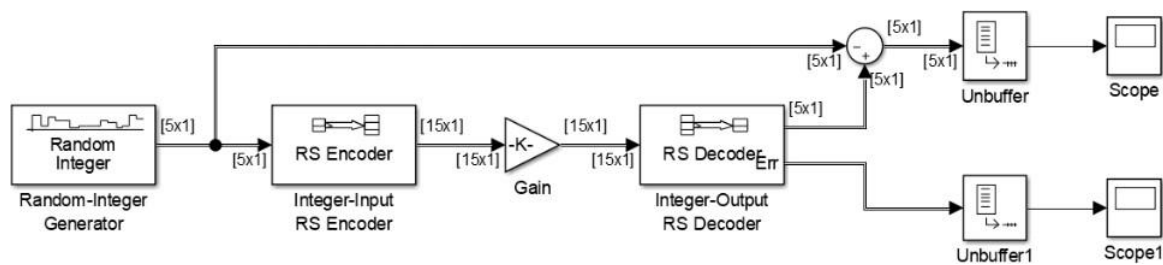 [5x1]
[5x1]
[5x1]
[5x1]
Unbuffer
Scope
Random
Integer
[5x1]
[5x1]
RS Encoder
[15x1]
[15x1]
-K-
[15x1]
[15x1]
RS Decoder
Err
[5x1]
Random-Integer
Generator
Integer-Input
RS Encoder
Gain
Integer-Output
RS Decoder
Unbuffer1
Scope1